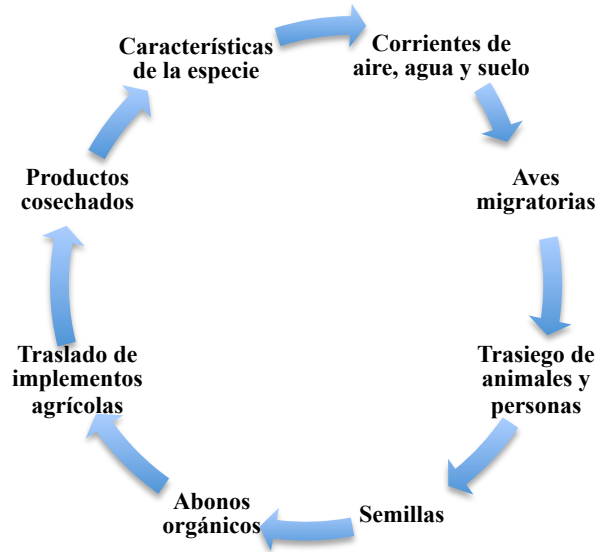 Características
de la especie
Corrientes de
aire, agua y suelo
Aves
migratorias
Trasiego de
animales y
personas
Semillas
Abonos
orgánicos
Traslado de
implementos
agrícolas
Productos
cosechados